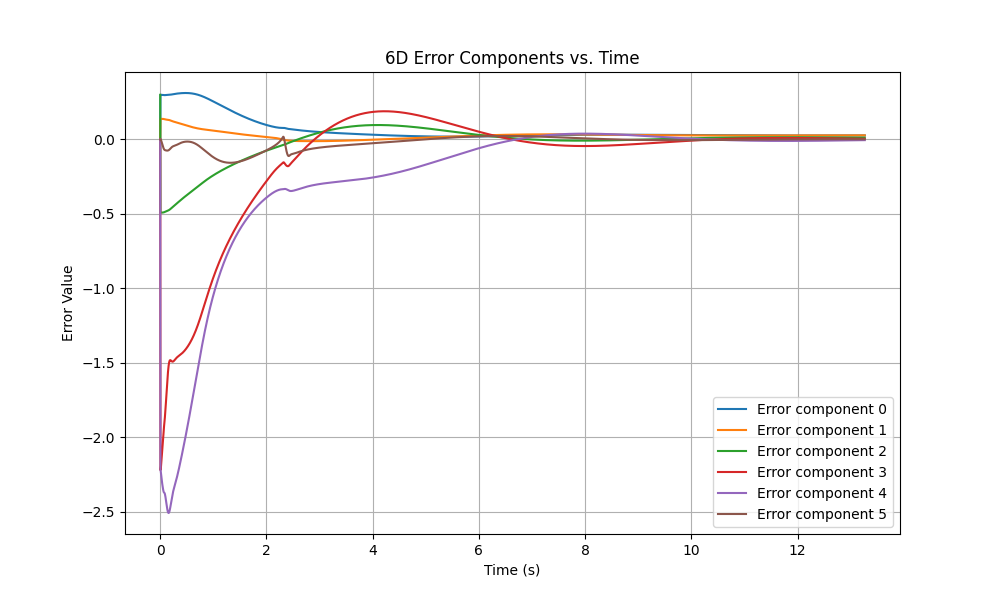 6D Error Components vs. Time
Error Value
0.0
−0.5
−1.0
−1.5
−2.0
−2.5
Error component 0
Error component 1
Error component 2
Error component 3
Error component 4
Error component 5
0 2 4 6 8 10 12
Time (s)